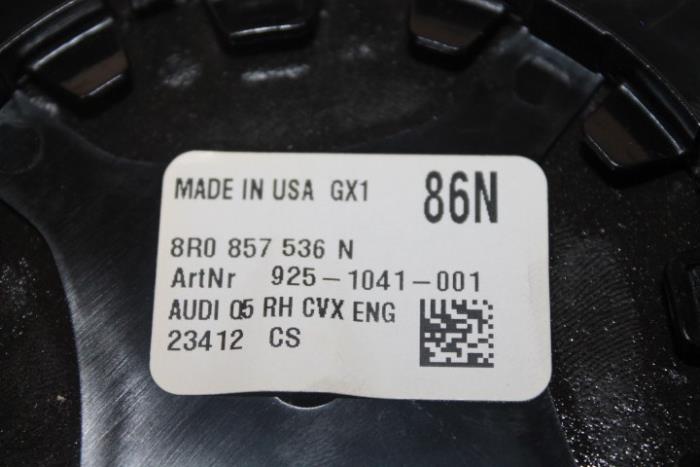 MADE IN USA GX1 86N
8R0 857 536 N
ArtNr 925-1041-001
AUDI Q5 RH CVX ENG
23412 CS